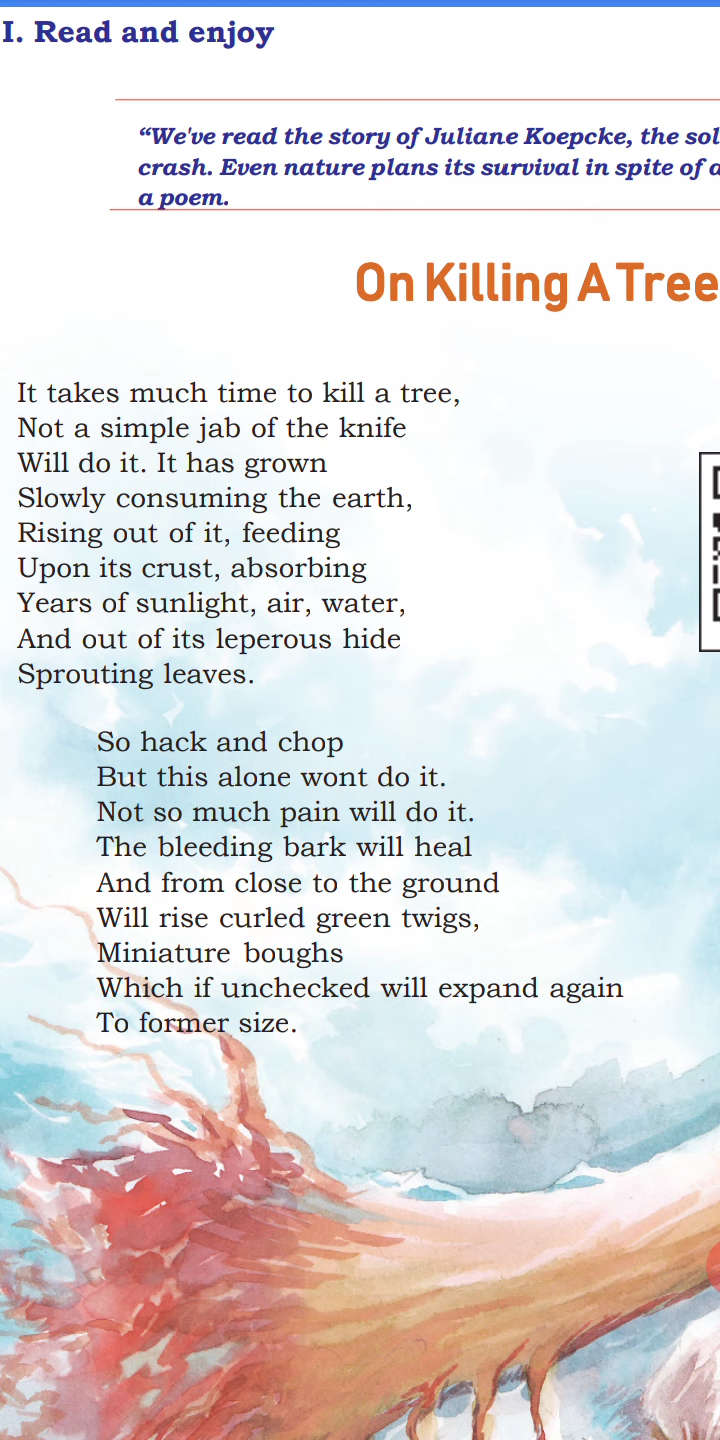 I. Read and enjoy
“We've read the story of Juliane Koepcke, the
crash. Even nature plans its survival in spite of
a poem.
On Killing A Tree
It takes much time to kill a tree,
Not a simple jab of the knife
Will do it. It has grown
Slowly consuming the earth,
Rising out of it, feeding
Upon its crust, absorbing
Years of sunlight, air, water,
And out of its leperous hide
Sprouting leaves.
So hack and chop
But this alone wont do it.
Not so much pain will do it.
The bleeding bark will heal
And from close to the ground
Will rise curled green twigs,
Miniature boughs
Which if unchecked will expand again
To former size.